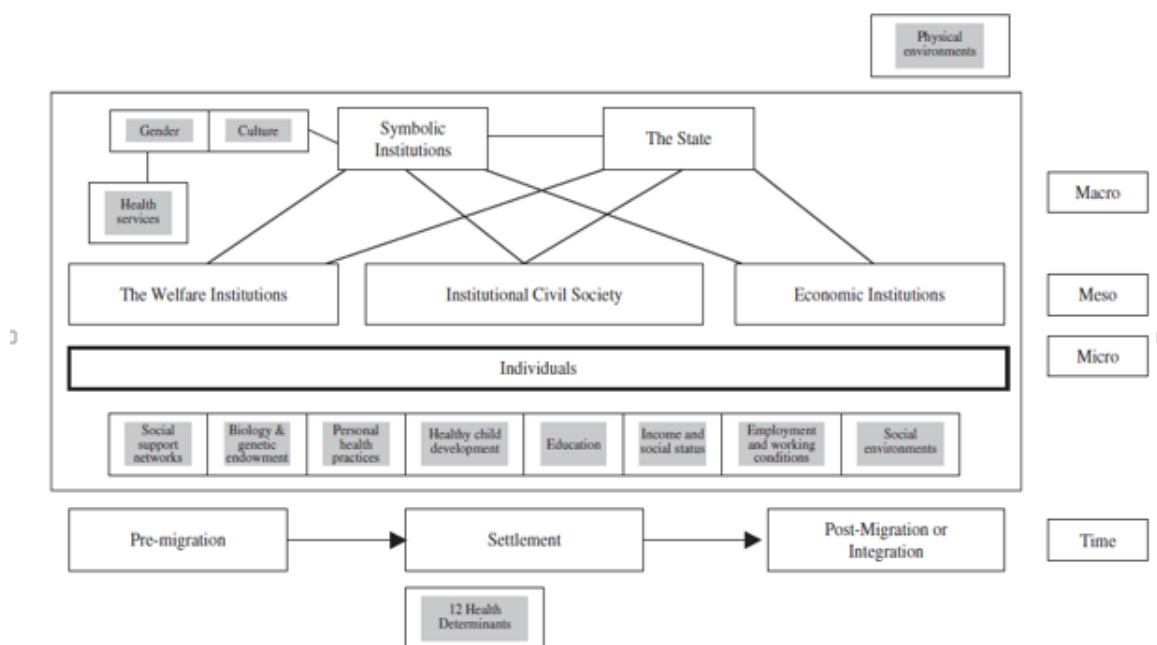 Physical
environments
Gender
Culture
Symbolic
Institutions
The State
Macro
Health
services
The Welfare Institutions
Institutional Civil Society
Economic Institutions
Meso
Individuals
Micro
Social
support
networks
Biology &
genetic
endowment
Personal
health
practices
Healthy child
development
Education
Income and
social status
Employment
and working
conditions
Social
environments
Pre-migration
Settlement
Post-Migration or
Integration
Time
12 Health
Determinants